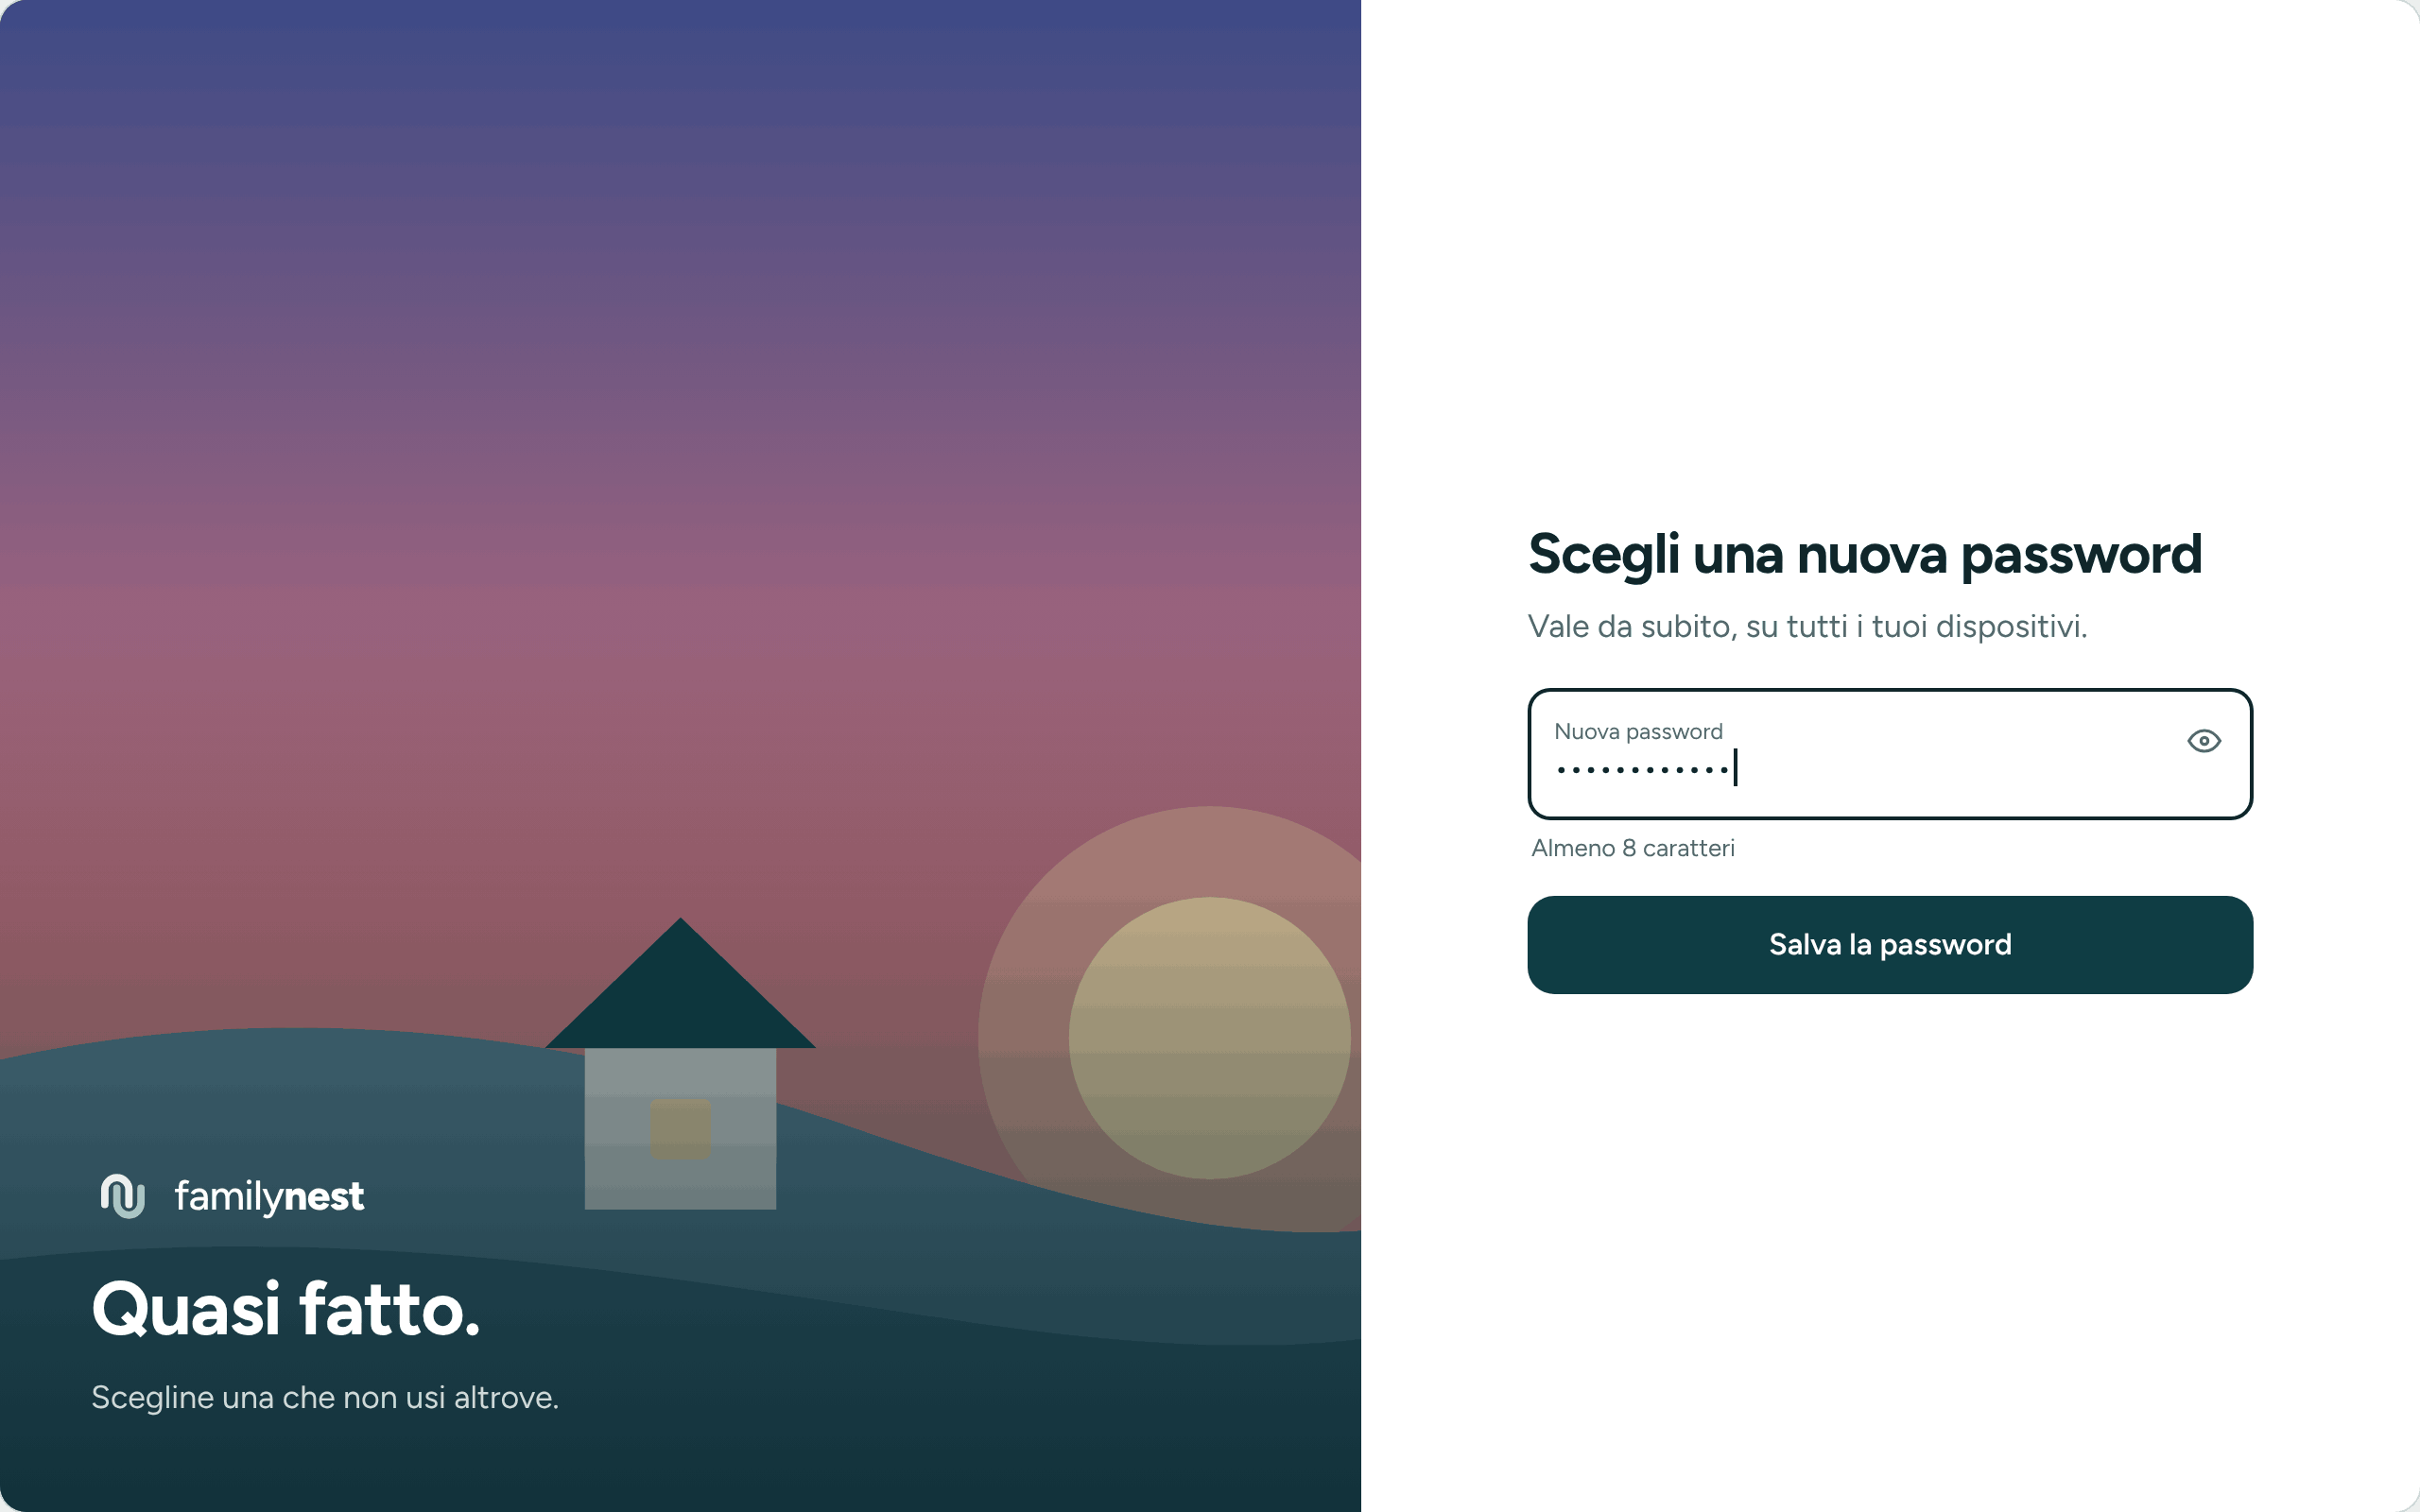 familynest
Quasi fatto.
Scegline una che non usi altrove.
Scegli una nuova password
Vale da subito, su tutti i tuoi dispositivi.
Nuova password
••••••••••••
Almeno 8 caratteri
Salva la password